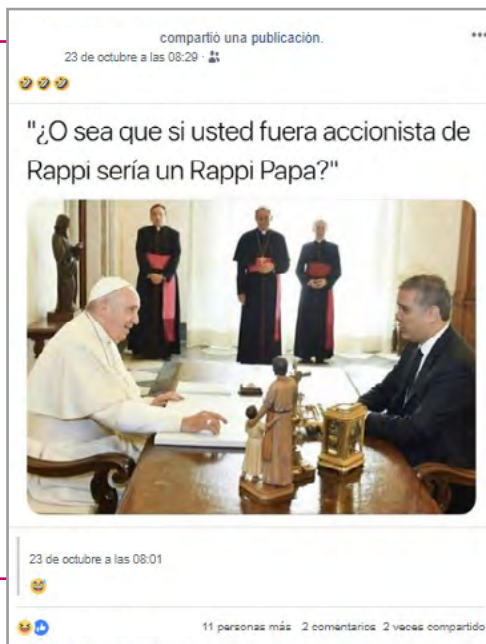 compartió una publicación.
23 de octubre a las 08:29 ·
"¿O sea que si usted fuera accionista de
Rappi sería un Rappi Papa?"
23 de octubre a las 08:01
11 personas más 2 comentarios 2 veces compartido